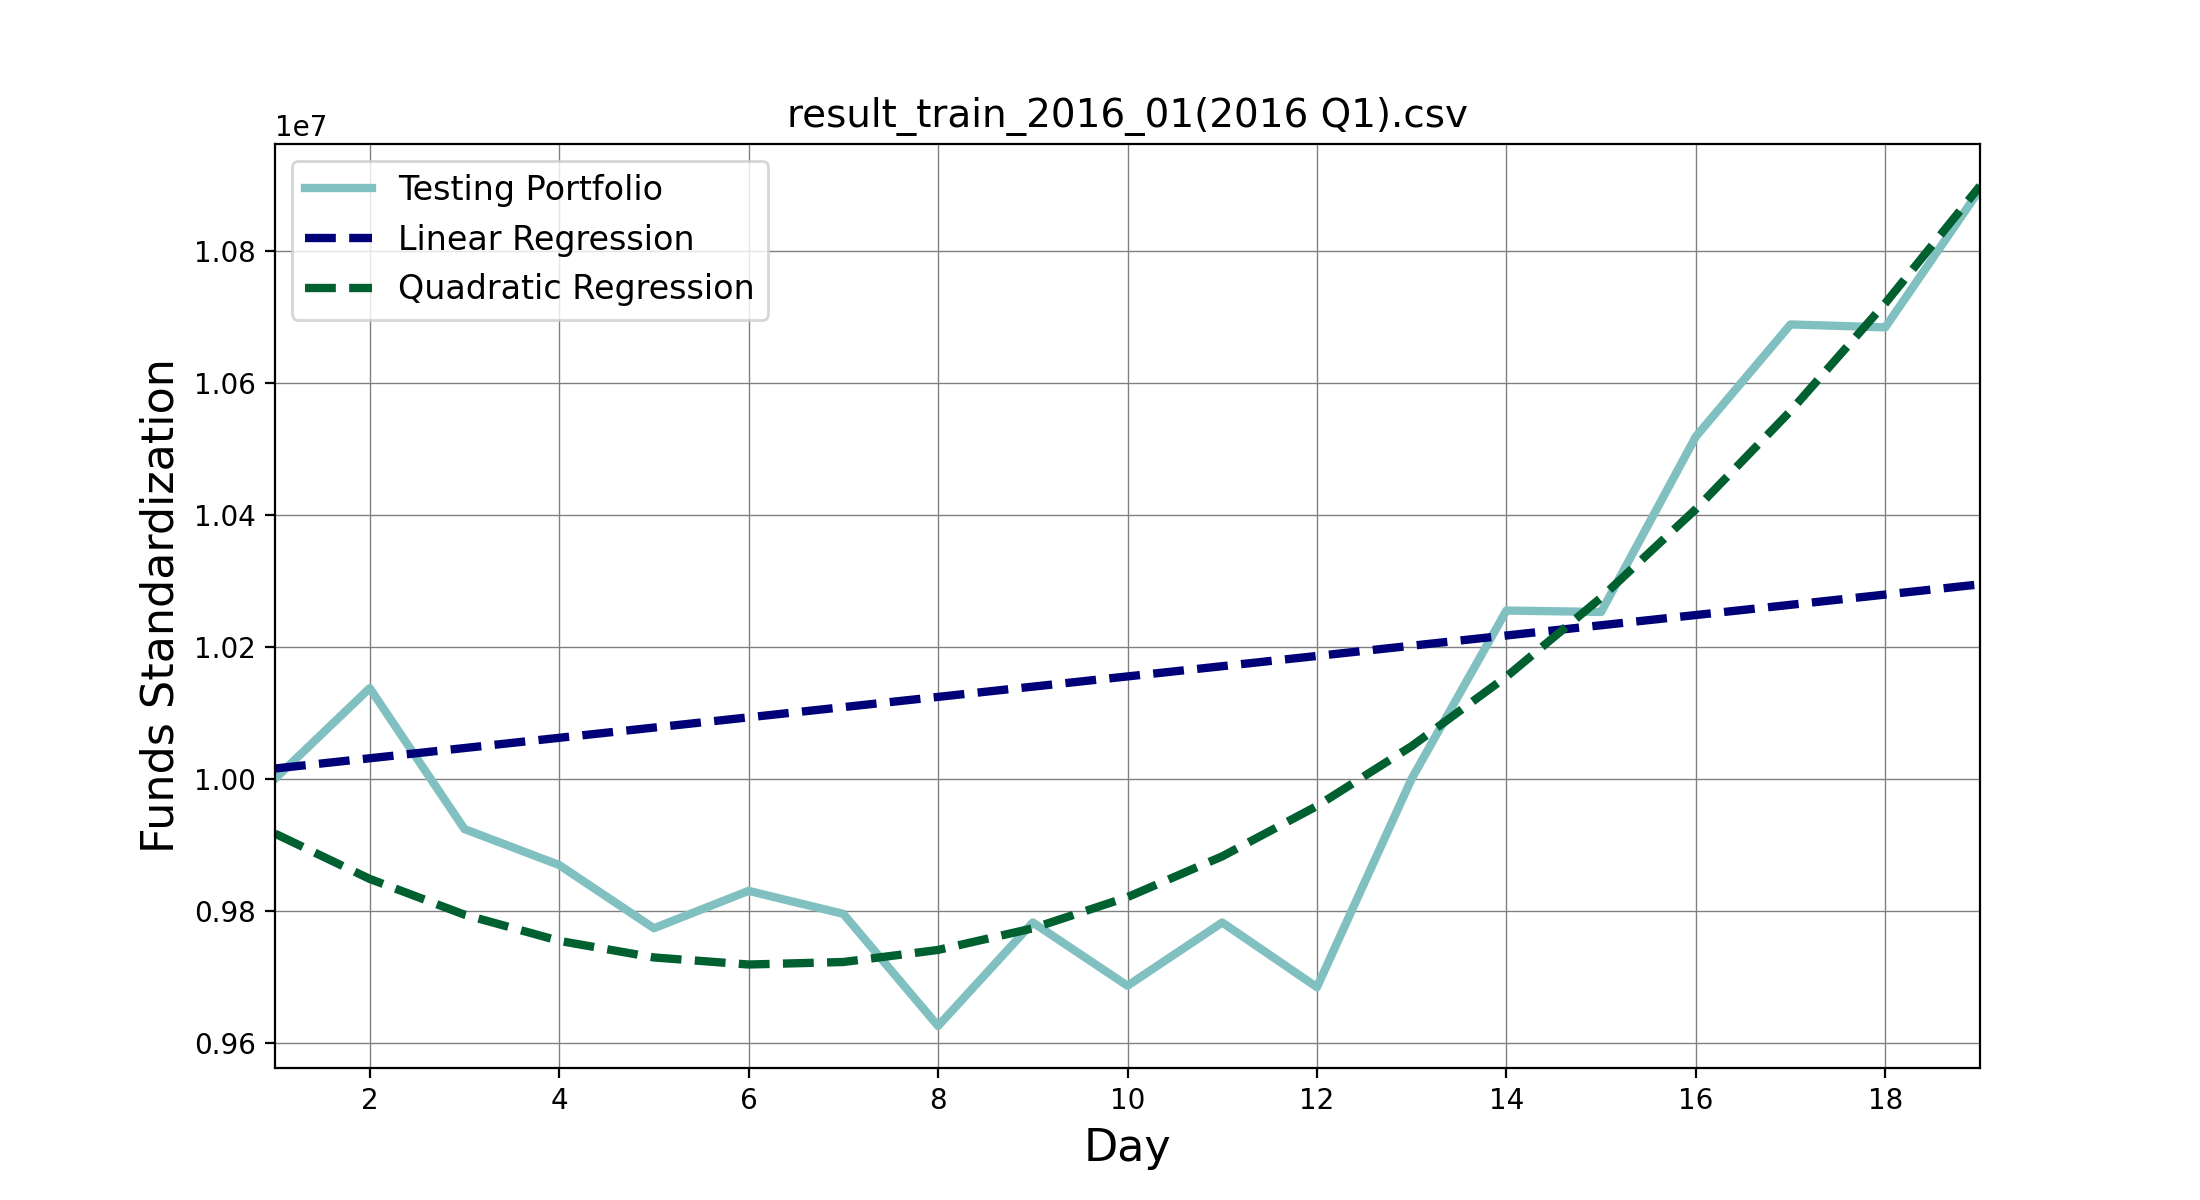 result_train_2016_01(2016 Q1).csv
1e7
Testing Portfolio
Linear Regression
Quadratic Regression
Funds Standardization
1.08
1.06
1.04
1.02
1.00
0.98
0.96
2 4 6 8 10 12 14 16 18
Day